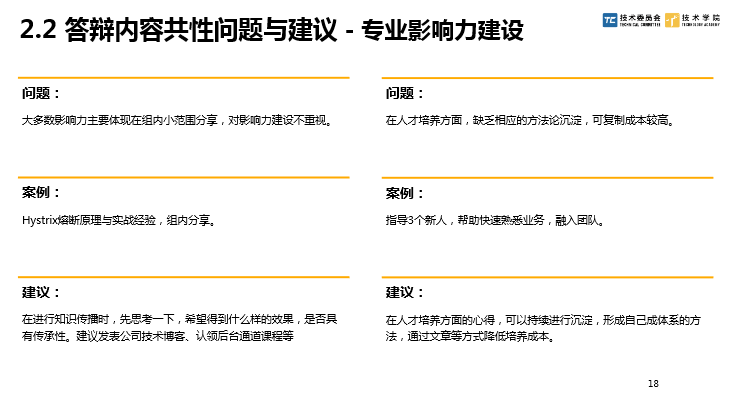 2.2 答辩内容共性问题与建议 - 专业影响力建设
TC 技术委员会 TECHNICAL COMMITTEE 技术学院 TECHNOLOGY ACADEMY
问题：
大多数影响力主要体现在组内小范围分享，对影响力建设不重视。
案例：
Hystrix熔断原理与实战经验，组内分享。
建议：
在进行知识传播时，先思考一下，希望得到什么样的效果，是否具
有传承性。建议发表公司技术博客、认领后台通道课程等
问题：
在人才培养方面，缺乏相应的方法论沉淀，可复制成本较高。
案例：
指导3个新人，帮助快速熟悉业务，融入团队。
建议：
在人才培养方面的心得，可以持续进行沉淀，形成自己成体系的方
法，通过文章等方式降低培养成本。
18